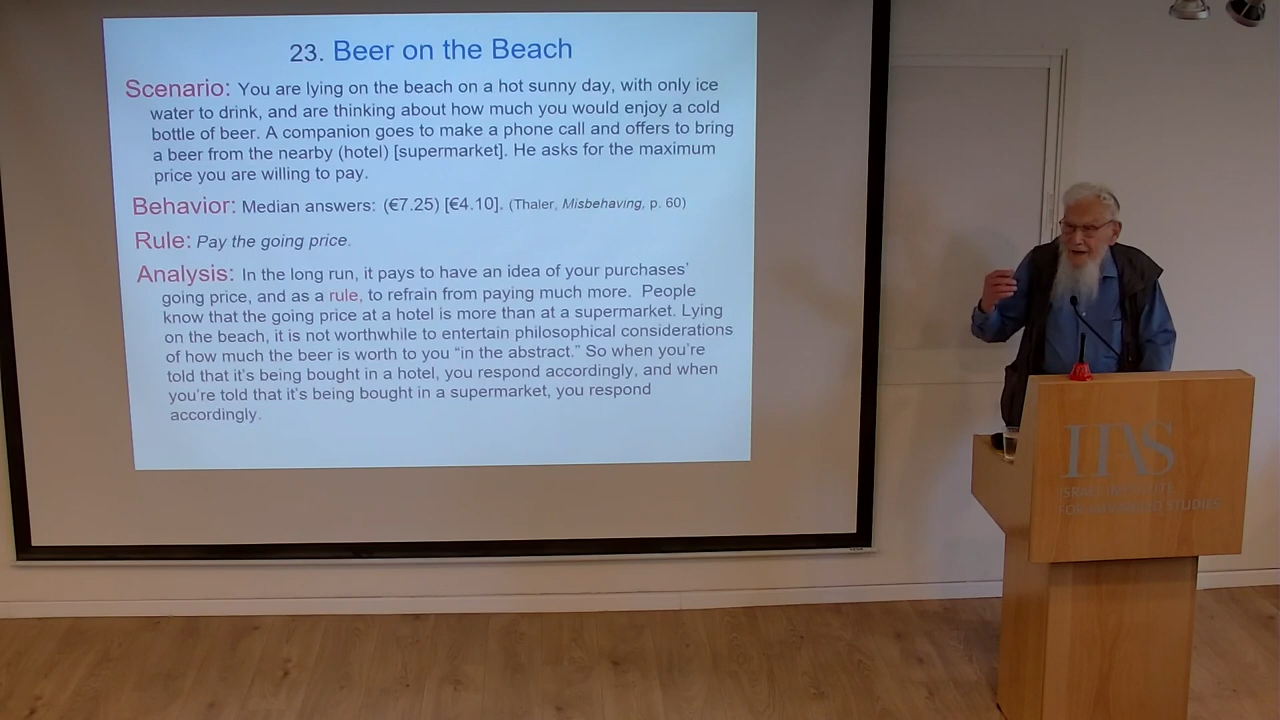 23. Beer on the Beach
Scenario: You are lying on the beach on a hot sunny day, with only ice
water to drink, and are thinking about how much you would enjoy a cold
bottle of beer. A companion goes to make a phone call and offers to bring
a beer from the nearby (hotel) [supermarket]. He asks for the maximum
price you are willing to pay.
Behavior: Median answers: (€7.25) [€4.10]. (Thaler, Misbehaving, p. 60)
Rule: Pay the going price.
Analysis: In the long run, it pays to have an idea of your purchases’
going price, and as a rule, to refrain from paying much more. People
know that the going price at a hotel is more than at a supermarket. Lying
on the beach, it is not worthwhile to entertain philosophical considerations
of how much the beer is worth to you “in the abstract.” So when you’re
told that it’s being bought in a hotel, you respond accordingly, and when
you’re told that it’s being bought in a supermarket, you respond
accordingly.
IIAS
ISRAEL INSTITUTE
FOR ADVANCED STUDIES